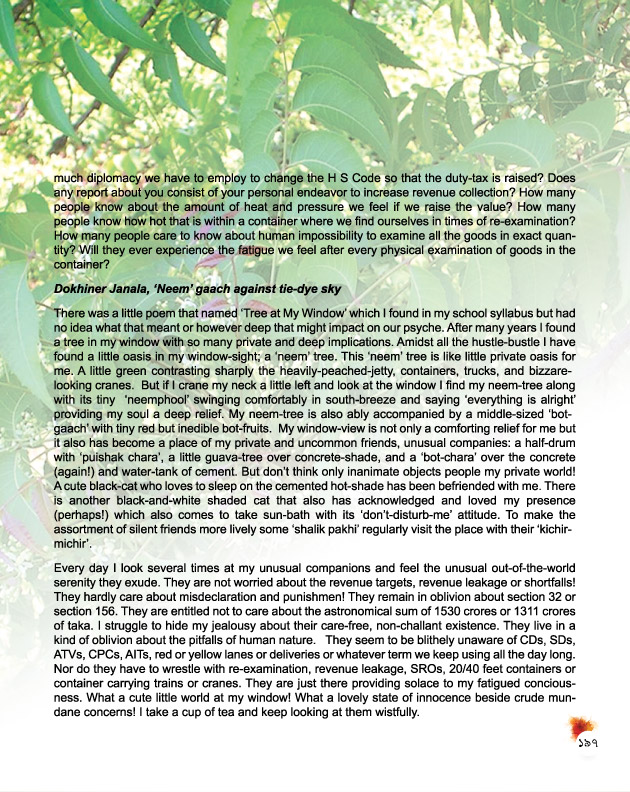 much diplomacy we have to employ to change the H S Code so that the duty-tax is raised? Does
any report about you consist of your personal endeavor to increase revenue collection? How many
people know about the amount of heat and pressure we feel if we raise the value? How many
people know how hot that is within a container where we find ourselves in times of re-examination?
How many people care to know about human impossibility to examine all the goods in exact quan-
tity? Will they ever experience the fatigue we feel after every physical examination of goods in the
container?
Dokhiner Janala, ‘Neem’ gaach against tie-dye sky
There was a little poem that named ‘Tree at My Window’ which I found in my school syllabus but had
no idea what that meant or however deep that might impact on our psyche. After many years I found
a tree in my window with so many private and deep implications. Amidst all the hustle-bustle I have
found a little oasis in my window-sight; a ‘neem’ tree. This ‘neem’ tree is like little private oasis for
me. A little green contrasting sharply the heavily-peached-jetty, containers, trucks, and bizzare-
looking cranes. But if I crane my neck a little left and look at the window I find my neem-tree along
with its tiny ‘neemphool’ swinging comfortably in south-breeze and saying ‘everything is alright’
providing my soul a deep relief. My neem-tree is also ably accompanied by a middle-sized ‘bot-
gaach’ with tiny red but inedible bot-fruits. My window-view is not only a comforting relief for me but
it also has become a place of my private and uncommon friends, unusual companies: a half-drum
with ‘puishak chara’, a little guava-tree over concrete-shade, and a ‘bot-chara’ over the concrete
(again!) and water-tank of cement. But don’t think only inanimate objects people my private world!
A cute black-cat who loves to sleep on the cemented hot-shade has been befriended with me. There
is another black-and-white shaded cat that also has acknowledged and loved my presence
(perhaps!) which also comes to take sun-bath with its ‘don’t-disturb-me’ attitude. To make the
assortment of silent friends more lively some ‘shalik pakhi’ regularly visit the place with their ‘kichir-
michir’.
Every day I look several times at my unusual companions and feel the unusual out-of-the-world
serenity they exude. They are not worried about the revenue targets, revenue leakage or shortfalls!
They hardly care about misdeclaration and punishment! They remain in oblivion about section 32 or
section 156. They are entitled not to care about the astronomical sum of 1530 crores or 1311 crores
of taka. I struggle to hide my jealousy about their care-free, non-challant existence. They live in a
kind of oblivion about the pitfalls of human nature. They seem to be blithely unaware of CDs, SDs,
ATVs, CPCs, AITs, red or yellow lanes or deliveries or whatever term we keep using all the day long.
Nor do they have to wrestle with re-examination, revenue leakage, SROs, 20/40 feet containers or
container carrying trains or cranes. They are just there providing solace to my fatigued concious-
ness. What a cute little world at my window! What a lovely state of innocence beside crude mun-
dane concerns! I take a cup of tea and keep looking at them wistfully.
১৯৭